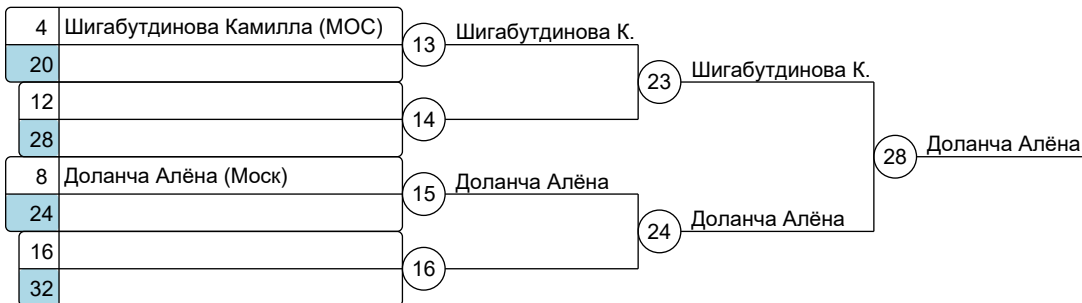 4 Шигабутдинова Камилла (МОС)
13 Шигабутдинова К.
20
23 Шигабутдинова К.
12
14
28
28 Доланча Алёна
8 Доланча Алёна (Моск)
15 Доланча Алёна
24
24 Доланча Алёна
16
16
32